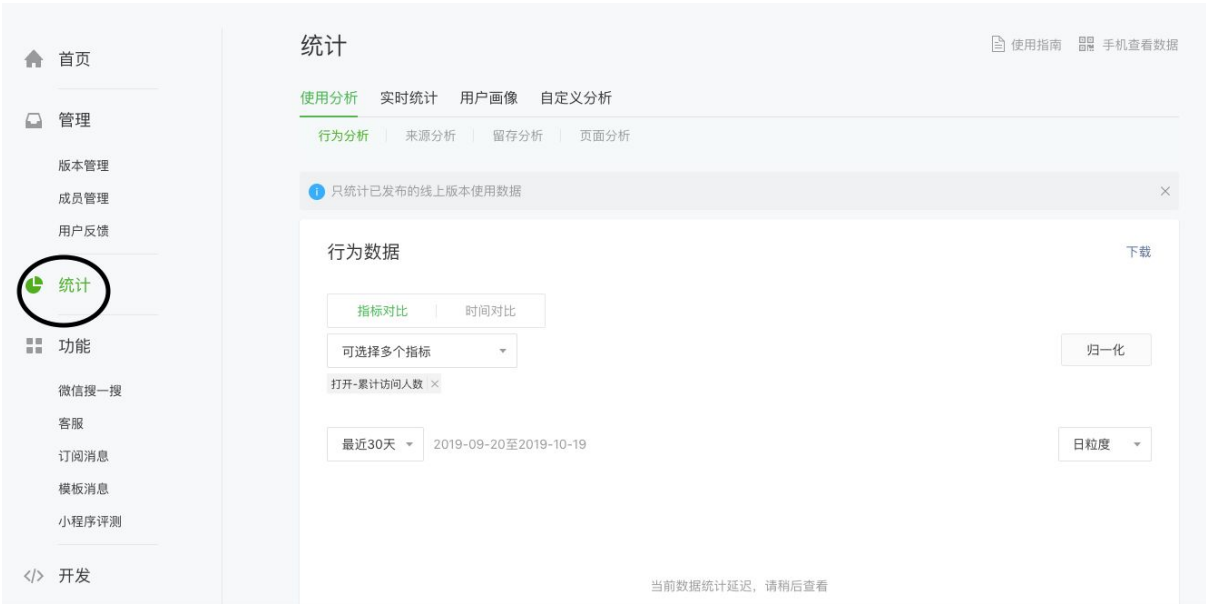 首页
管理
版本管理
成员管理
用户反馈
统计
功能
微信搜一搜
客服
订阅消息
模板消息
小程序评测
</> 开发
统计
使用指南 手机查看数据
使用分析 实时统计 用户画像 自定义分析
行为分析 来源分析 留存分析 页面分析
只统计已发布的线上版本使用数据
行为数据 下载
指标对比 时间对比
可选择多个指标 归一化
打开-累计访问人数
最近30天 2019-09-20至2019-10-19 日粒度
当前数据统计延迟，请稍后查看